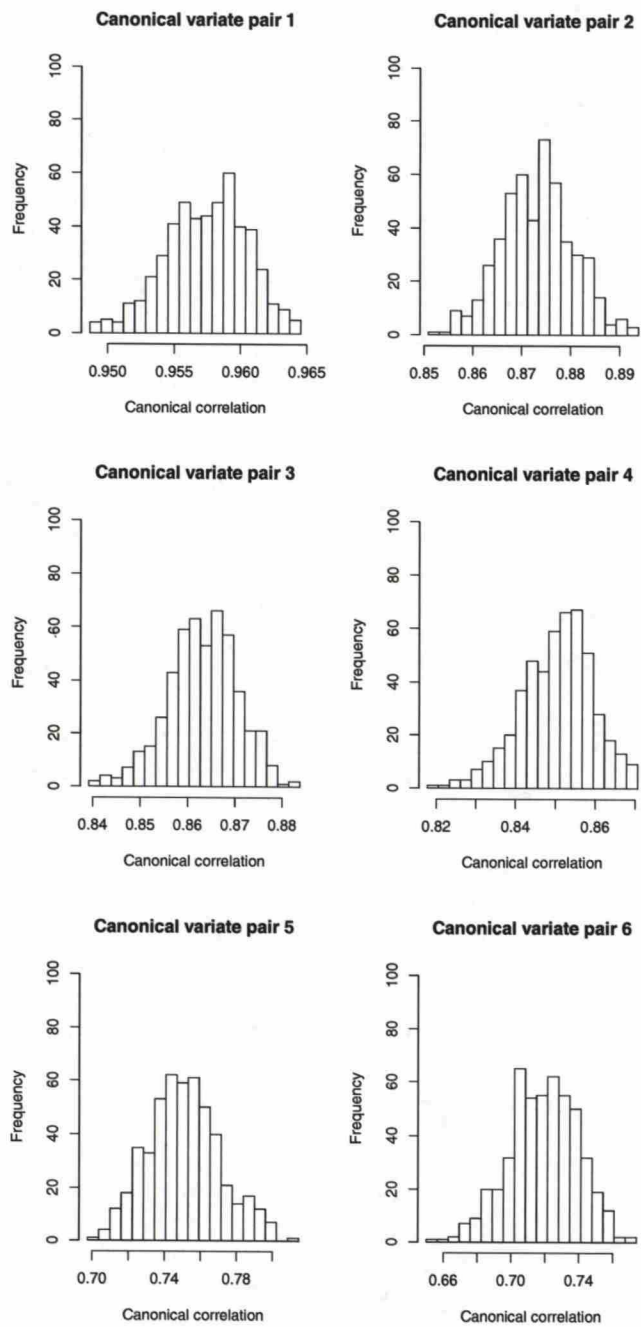 Canonical variate pair 1
Frequency
0 20 40 60 80 100
0.950 0.955 0.960 0.965
Canonical correlation
Canonical variate pair 2
Frequency
0 20 40 60 80 100
0.85 0.86 0.87 0.88 0.89
Canonical correlation
Canonical variate pair 3
Frequency
0 20 40 60 80 100
0.84 0.85 0.86 0.87 0.88
Canonical correlation
Canonical variate pair 4
Frequency
0 20 40 60 80 100
0.82 0.84 0.86
Canonical correlation
Canonical variate pair 5
Frequency
0 20 40 60 80 100
0.70 0.74 0.78
Canonical correlation
Canonical variate pair 6
Frequency
0 20 40 60 80 100
0.66 0.70 0.74
Canonical correlation